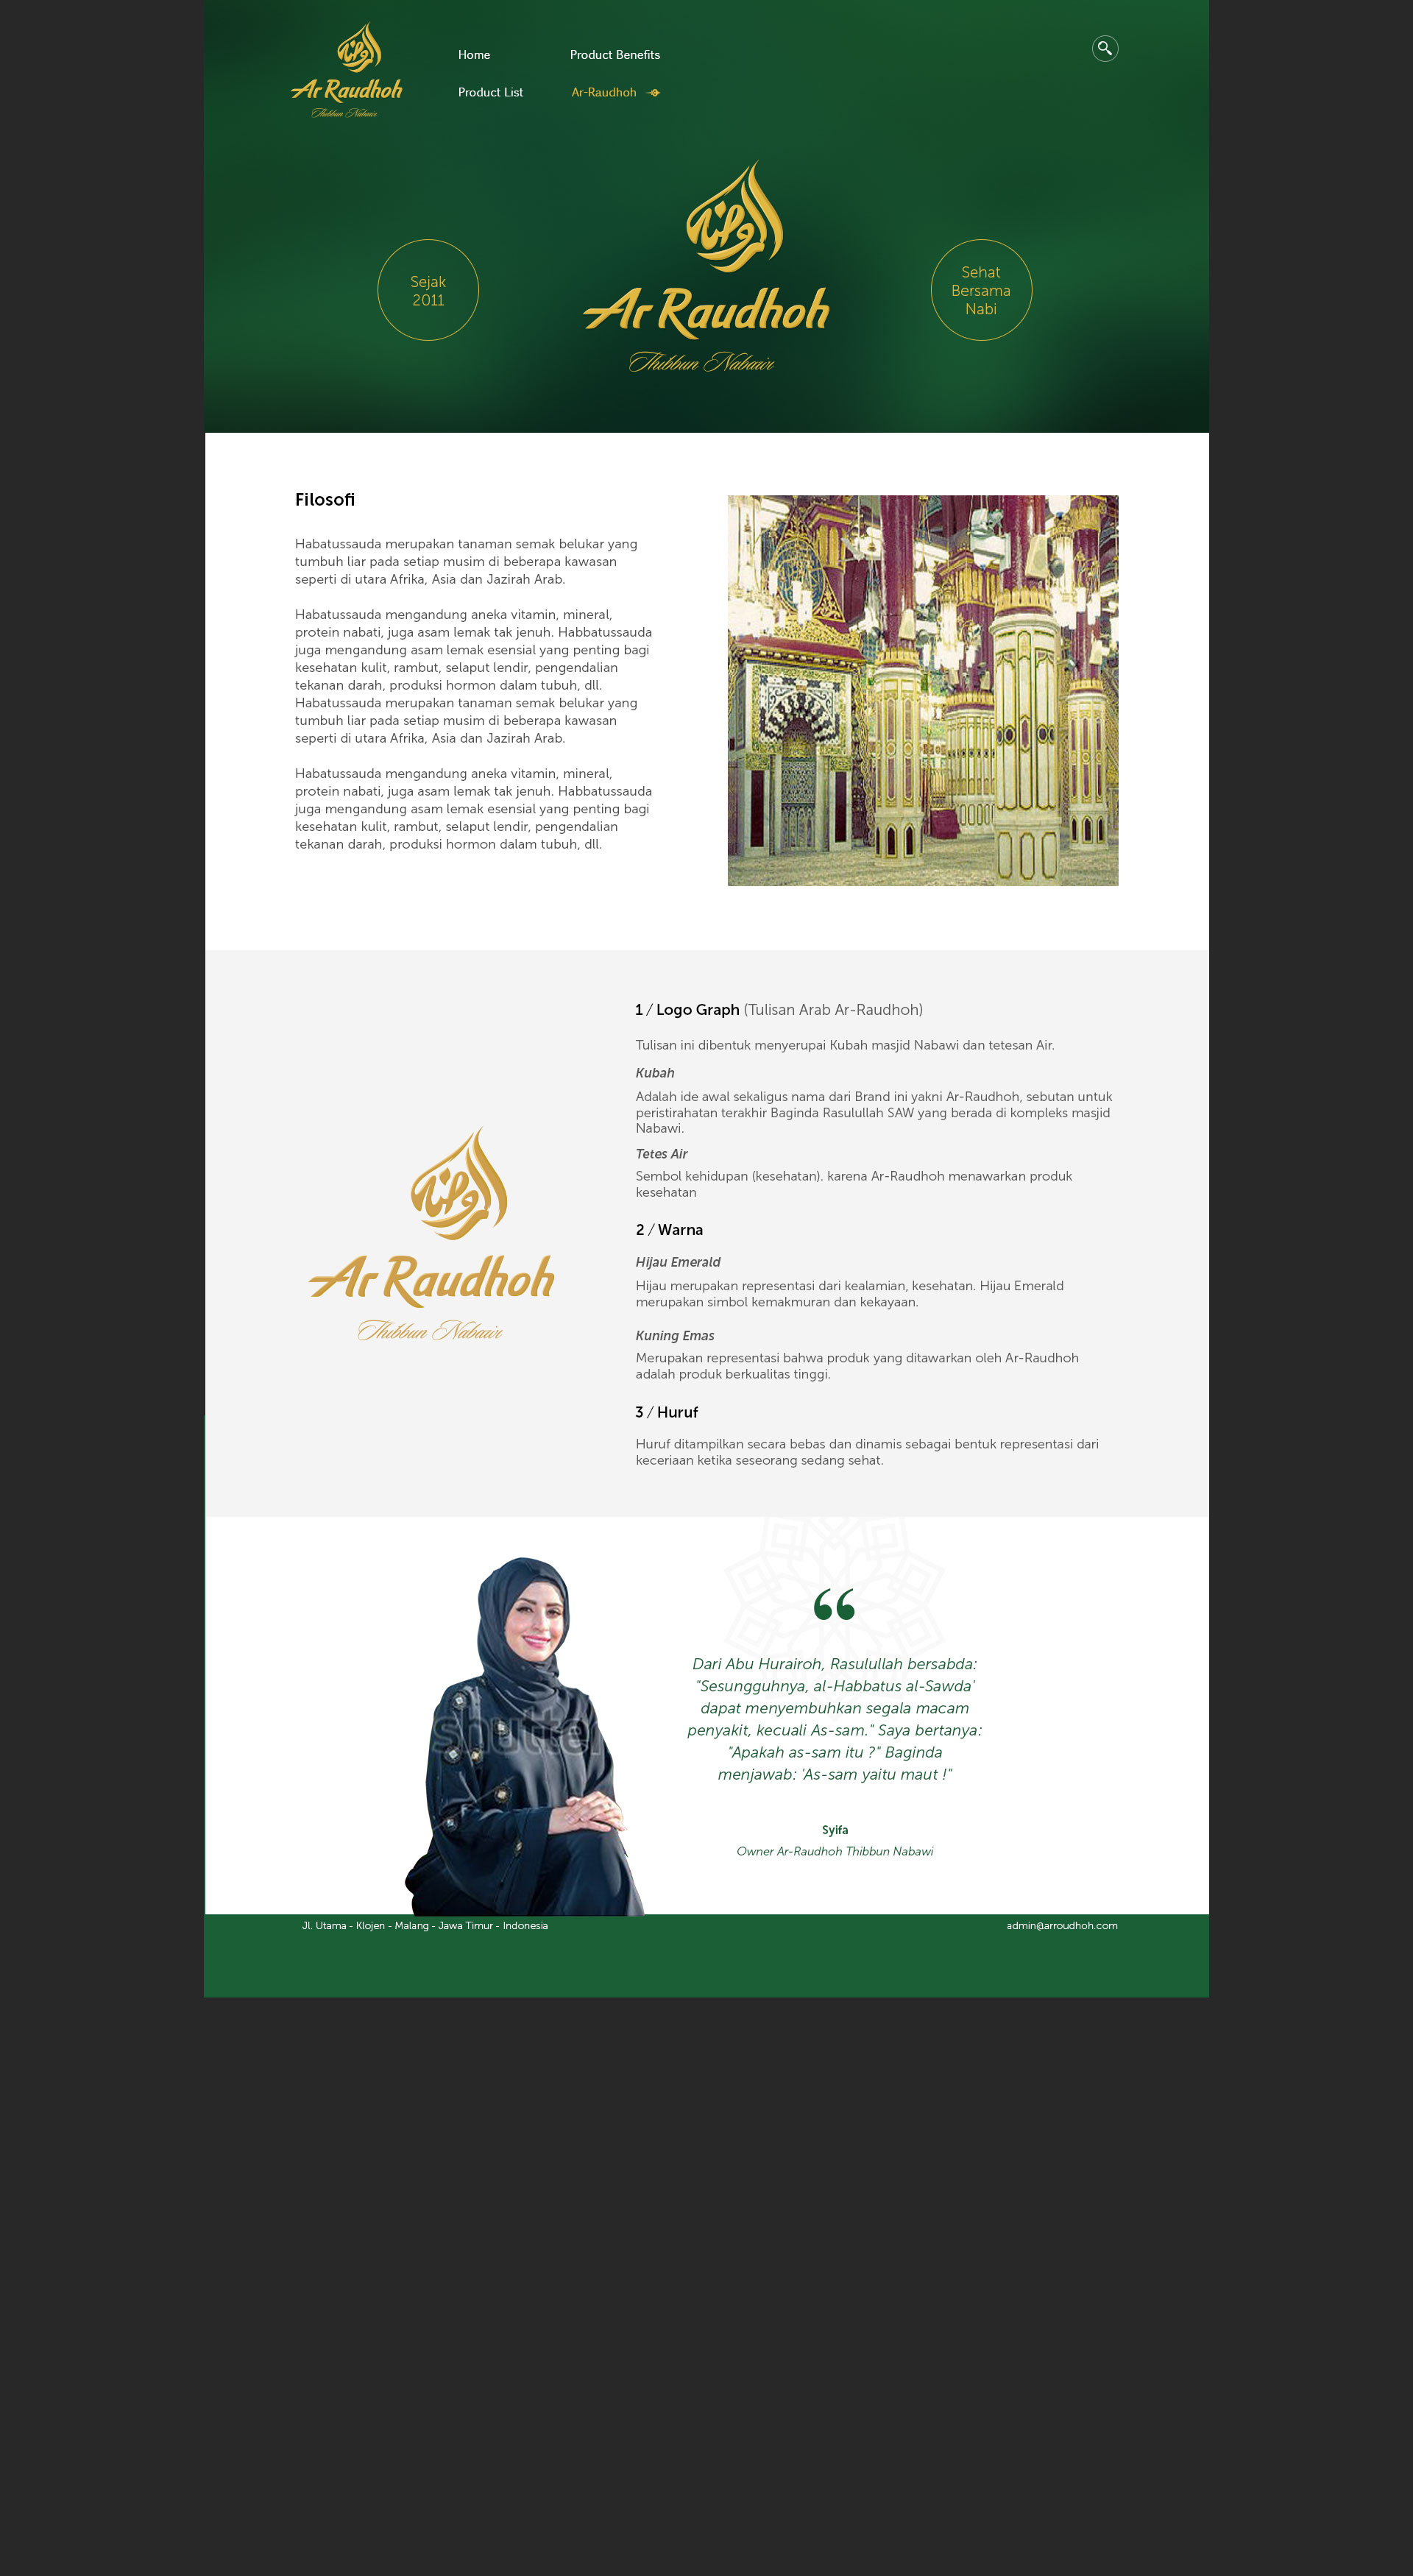 Ar Raudhoh
Thibbun Nabawi
Home
Product Benefits
Product List
Ar-Raudhoh
Sejak
2011
Ar Raudhoh
Thibbun Nabawi
Sehat
Bersama
Nabi
Filosofi
Habatussauda merupakan tanaman semak belukar yang
tumbuh liar pada setiap musim di beberapa kawasan
seperti di utara Afrika, Asia dan Jazirah Arab.
Habatussauda mengandung aneka vitamin, mineral,
protein nabati, juga asam lemak tak jenuh. Habbatussauda
juga mengandung asam lemak esensial yang penting bagi
kesehatan kulit, rambut, selaput lendir, pengendalian
tekanan darah, produksi hormon dalam tubuh, dll.
Habatussauda merupakan tanaman semak belukar yang
tumbuh liar pada setiap musim di beberapa kawasan
seperti di utara Afrika, Asia dan Jazirah Arab.
Habatussauda mengandung aneka vitamin, mineral,
protein nabati, juga asam lemak tak jenuh. Habbatussauda
juga mengandung asam lemak esensial yang penting bagi
kesehatan kulit, rambut, selaput lendir, pengendalian
tekanan darah, produksi hormon dalam tubuh, dll.
Ar Raudhoh
Thibbun Nabawi
1 / Logo Graph (Tulisan Arab Ar-Raudhoh)
Tulisan ini dibentuk menyerupai Kubah masjid Nabawi dan tetesan Air.
Kubah
Adalah ide awal sekaligus nama dari Brand ini yakni Ar-Raudhoh, sebutan untuk
peristirahatan terakhir Baginda Rasulullah SAW yang berada di kompleks masjid
Nabawi.
Tetes Air
Sembol kehidupan (kesehatan). karena Ar-Raudhoh menawarkan produk
kesehatan
2 / Warna
Hijau Emerald
Hijau merupakan representasi dari kealamian, kesehatan. Hijau Emerald
merupakan simbol kemakmuran dan kekayaan.
Kuning Emas
Merupakan representasi bahwa produk yang ditawarkan oleh Ar-Raudhoh
adalah produk berkualitas tinggi.
3 / Huruf
Huruf ditampilkan secara bebas dan dinamis sebagai bentuk representasi dari
keceriaan ketika seseorang sedang sehat.
shutter
“
Dari Abu Hurairoh, Rasulullah bersabda:
"Sesungguhnya, al-Habbatus al-Sawda'
dapat menyembuhkan segala macam
penyakit, kecuali As-sam." Saya bertanya:
"Apakah as-sam itu ?" Baginda
menjawab: 'As-sam yaitu maut !"
Syifa
Owner Ar-Raudhoh Thibbun Nabawi
Jl. Utama - Klojen - Malang - Jawa Timur - Indonesia
admin@arroudhoh.com